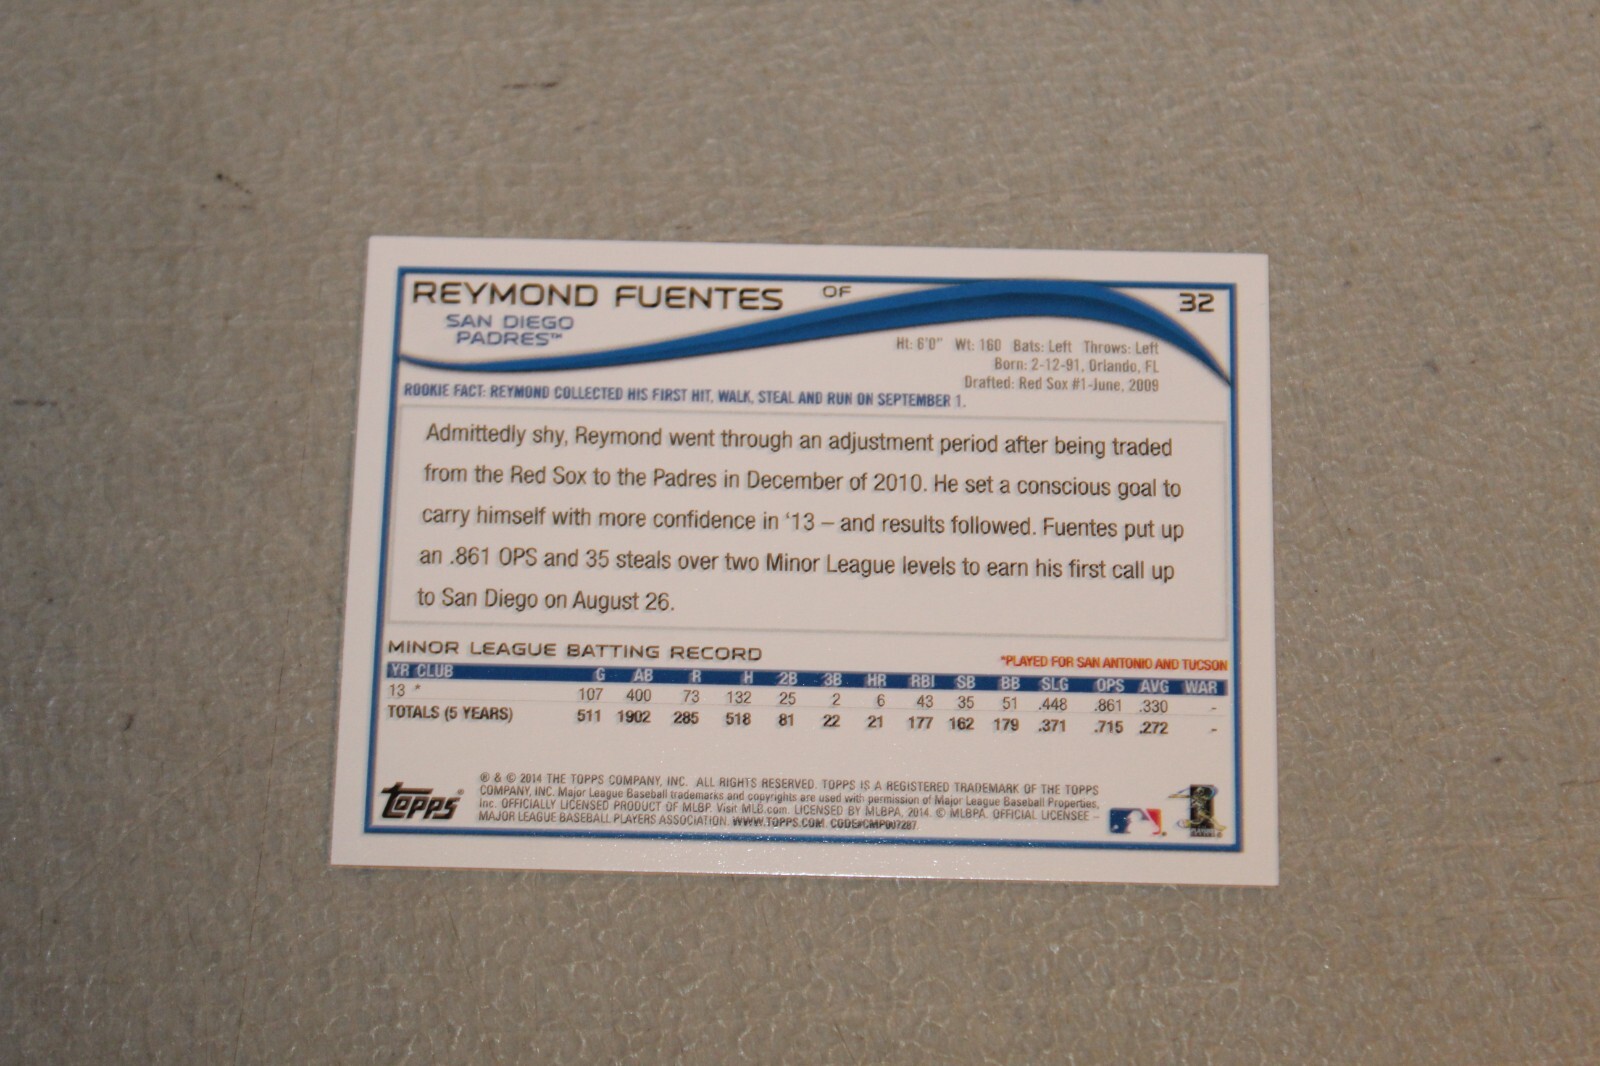 REYMOND FUENTES OF 32
SAN DIEGO
PADRES™
Ht: 6'0" Wt: 160 Bats: Left Throws: Left
Born: 2-12-91, Orlando, FL
Drafted: Red Sox #1-June, 2009
ROOKIE FACT: REYMOND COLLECTED HIS FIRST HIT, WALK, STEAL AND RUN ON SEPTEMBER 1.
Admittedly shy, Reymond went through an adjustment period after being traded
from the Red Sox to the Padres in December of 2010. He set a conscious goal to
carry himself with more confidence in '13 – and results followed. Fuentes put up
an .861 OPS and 35 steals over two Minor League levels to earn his first call up
to San Diego on August 26.
MINOR LEAGUE BATTING RECORD
*PLAYED FOR SAN ANTONIO AND TUCSON
YR CLUB G AB R H 2B 3B HR RBI SB BB SLG OPS AVG WAR
13 * 107 400 73 132 25 2 6 43 35 51 .448 .861 .330 -
TOTALS (5 YEARS) 511 1902 285 518 81 22 21 177 162 179 .371 .715 .272 -
Topps®
® & © 2014 THE TOPPS COMPANY, INC. ALL RIGHTS RESERVED. TOPPS IS A REGISTERED TRADEMARK OF THE TOPPS
COMPANY, INC. Major League Baseball trademarks and copyrights are used with permission of Major League Baseball Properties,
Inc. OFFICIALLY LICENSED PRODUCT OF MLBP. Visit MLB.com. LICENSED BY MLBPA, 2014. © MLBPA. OFFICIAL LICENSEE –
MAJOR LEAGUE BASEBALL PLAYERS ASSOCIATION. WWW.TOPPS.COM. CODE#CMP007287